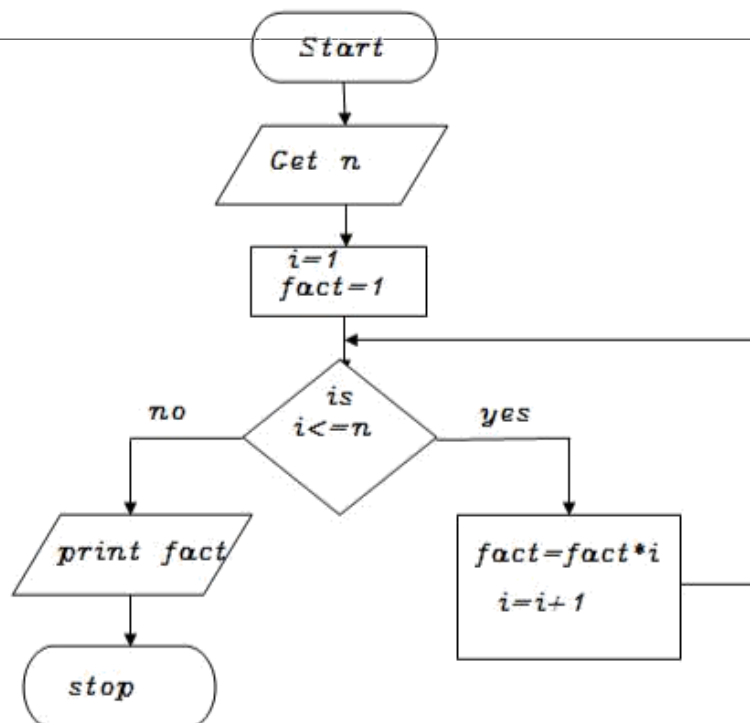 Start
Get n
i=1
fact=1
is
i<=n
no
yes
print fact
fact=fact*i
i=i+1
stop